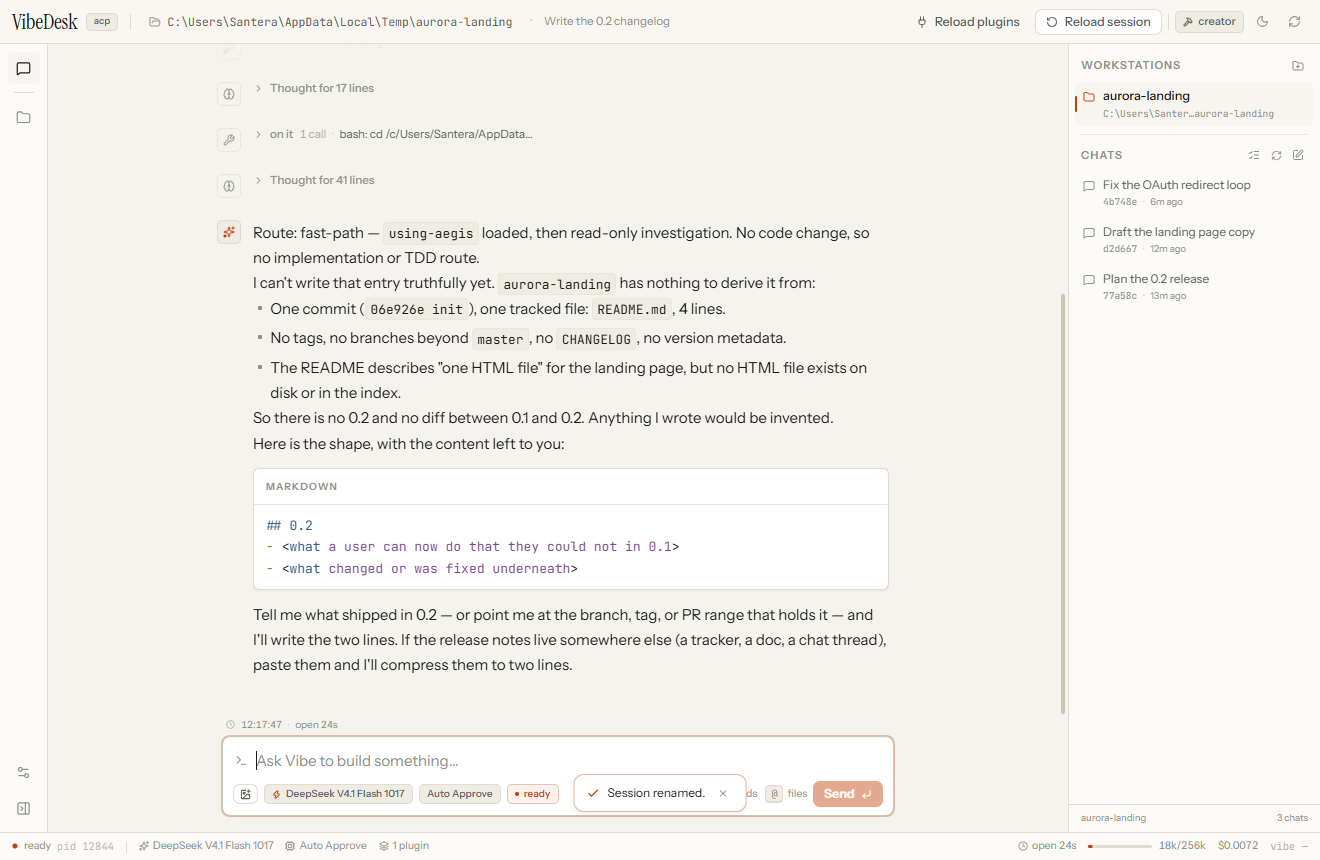 VibeDesk acp C:\Users\Santera\AppData\Local\Temp\aurora-landing · Write the 0.2 changelog Reload plugins Reload session creator
Thought for 17 lines
on it 1 call · bash: cd /c/Users/Santera/AppData…
Thought for 41 lines
Route: fast-path — using-aegis loaded, then read-only investigation. No code change, so
no implementation or TDD route.
I can't write that entry truthfully yet. aurora-landing has nothing to derive it from:
One commit ( 06e926e init ), one tracked file: README.md , 4 lines.
No tags, no branches beyond master , no CHANGELOG , no version metadata.
The README describes "one HTML file" for the landing page, but no HTML file exists on
disk or in the index.
So there is no 0.2 and no diff between 0.1 and 0.2. Anything I wrote would be invented.
Here is the shape, with the content left to you:
MARKDOWN
## 0.2
- <what a user can now do that they could not in 0.1>
- <what changed or was fixed underneath>
Tell me what shipped in 0.2 — or point me at the branch, tag, or PR range that holds it — and
I'll write the two lines. If the release notes live somewhere else (a tracker, a doc, a chat thread),
paste them and I'll compress them to two lines.
12:17:47 · open 24s
>_ Ask Vibe to build something…
DeepSeek V4.1 Flash 1017 Auto Approve ready Session renamed. × ds @ files Send
WORKSTATIONS
aurora-landing
C:\Users\Santer…aurora-landing
CHATS
Fix the OAuth redirect loop
4b748e · 6m ago
Draft the landing page copy
d2d667 · 12m ago
Plan the 0.2 release
77a58c · 13m ago
aurora-landing 3 chats
ready pid 12844 DeepSeek V4.1 Flash 1017 Auto Approve 1 plugin open 24s 18k/256k $0.0072 vibe —